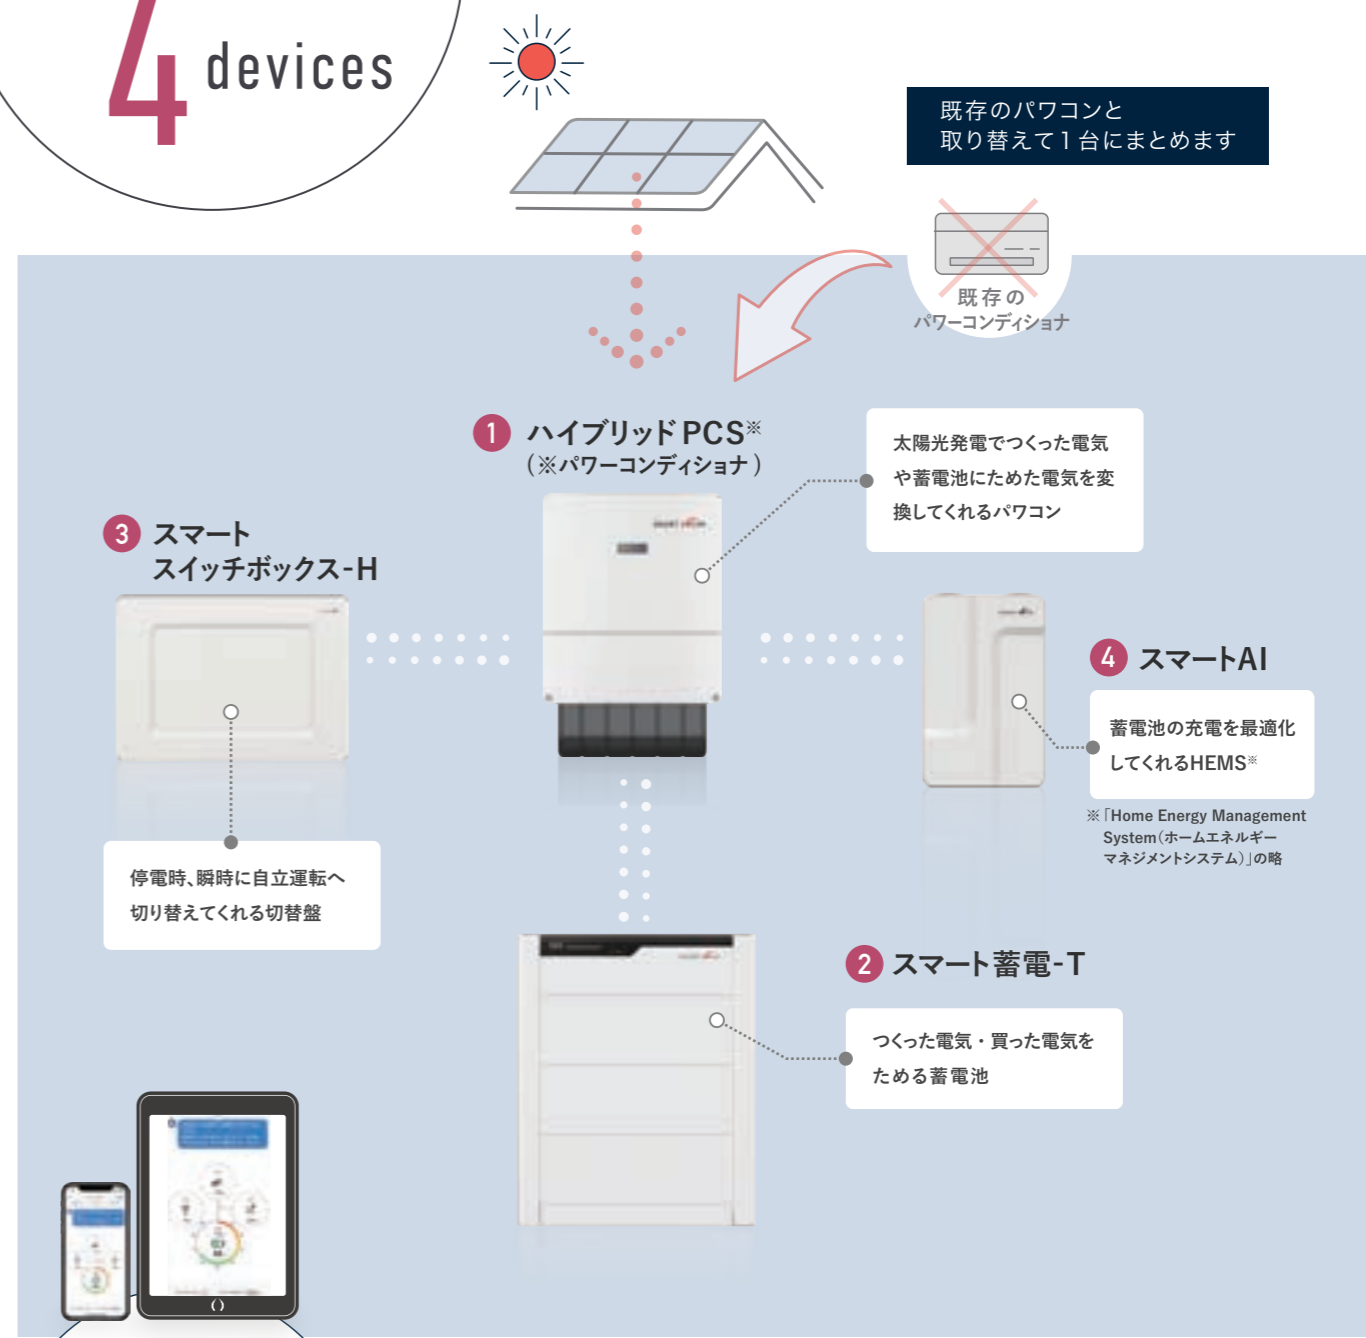 4 devices
既存のパワコンと
取り替えて1台にまとめます
既存の
パワーコンディショナ
1 ハイブリッドPCS※
(※パワーコンディショナ)
太陽光発電でつくった電気
や蓄電池にためた電気を変
換してくれるパワコン
3 スマート
スイッチボックス-H
停電時、瞬時に自立運転へ
切り替えてくれる切替盤
4 スマートAI
蓄電池の充電を最適化
してくれるHEMS※
※「Home Energy Management
System(ホームエネルギー
マネジメントシステム)」の略
2 スマート蓄電-T
つくった電気・買った電気を
ためる蓄電池